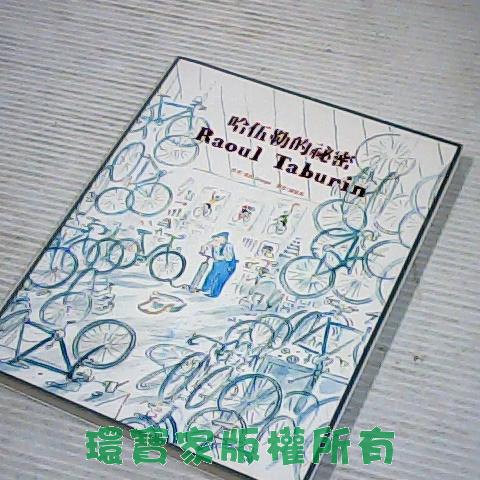 哈伍勒的祕密
Raoul Taburin
環寶家版權所有